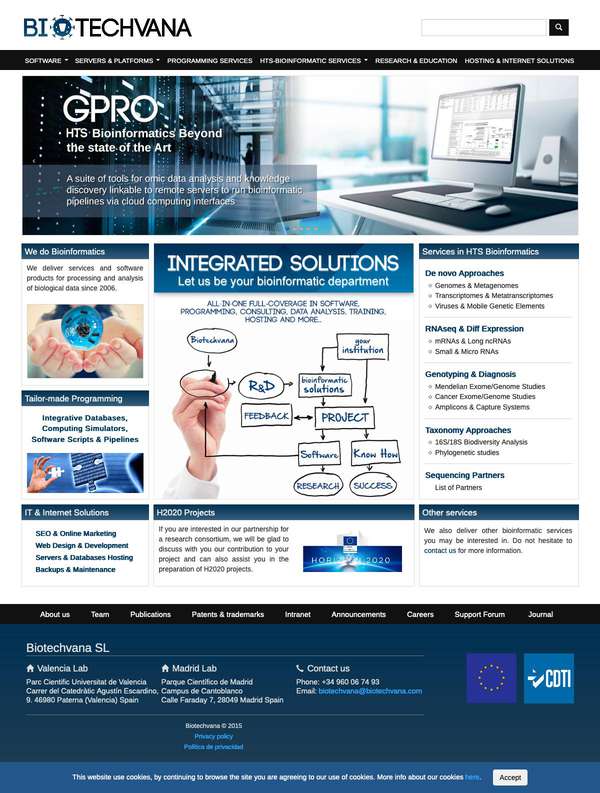 BIOTECHVANA
SOFTWARE SERVERS & PLATFORMS PROGRAMMING SERVICES HTS-BIOINFORMATIC SERVICES RESEARCH & EDUCATION HOSTING & INTERNET SOLUTIONS
GPRO
HTS Bioinformatics Beyond
the state of the Art
A suite of tools for omic data analysis and knowledge
discovery linkable to remote servers to run bioinformatic
pipelines via cloud computing interfaces
We do Bioinformatics
We deliver services and software
products for processing and analysis
of biological data since 2006.
Tailor-made Programming
Integrative Databases,
Computing Simulators,
Software Scripts & Pipelines
INTEGRATED SOLUTIONS
Let us be your bioinformatic department
ALL IN ONE FULL-COVERAGE IN SOFTWARE,
PROGRAMMING, CONSULTING, DATA ANALYSIS, TRAINING,
HOSTING AND MORE...
Biotechvana
your
institution
R&D
bioinformatic
solutions
FEEDBACK
PROJECT
Software
Know How
RESEARCH
SUCCESS
Services in HTS Bioinformatics
De novo Approaches
Genomes & Metagenomes
Transcriptomes & Metatranscriptomes
Viruses & Mobile Genetic Elements
RNAseq & Diff Expression
mRNAs & Long ncRNAs
Small & Micro RNAs
Genotyping & Diagnosis
Mendelian Exome/Genome Studies
Cancer Exome/Genome Studies
Amplicons & Capture Systems
Taxonomy Approaches
16S/18S Biodiversity Analysis
Phylogenetic studies
Sequencing Partners
List of Partners
IT & Internet Solutions
SEO & Online Marketing
Web Design & Development
Servers & Databases Hosting
Backups & Maintenance
H2020 Projects
If you are interested in our partnership for
a research consortium, we will be glad to
discuss with you our contribution to your
project and can also assist you in the
preparation of H2020 projects.
HORIZON 2020
Other services
We also deliver other bioinformatic services
you may be interested in. Do not hesitate to
contact us for more information.
About us Team Publications Patents & trademarks Intranet Announcements Careers Support Forum Journal
Biotechvana SL
Valencia Lab
Parc Cientific Universitat de Valencia
Carrer del Catedràtic Agustín Escardino,
9. 46980 Paterna (Valencia) Spain
Madrid Lab
Parque Científico de Madrid
Campus de Cantoblanco
Calle Faraday 7, 28049 Madrid Spain
Contact us
Phone: +34 960 06 74 93
Email: biotechvana@biotechvana.com
CDTI
Biotechvana © 2015
Privacy policy
Política de privacidad
This website use cookies, by continuing to browse the site you are agreeing to our use of cookies. More info about our cookies here. Accept